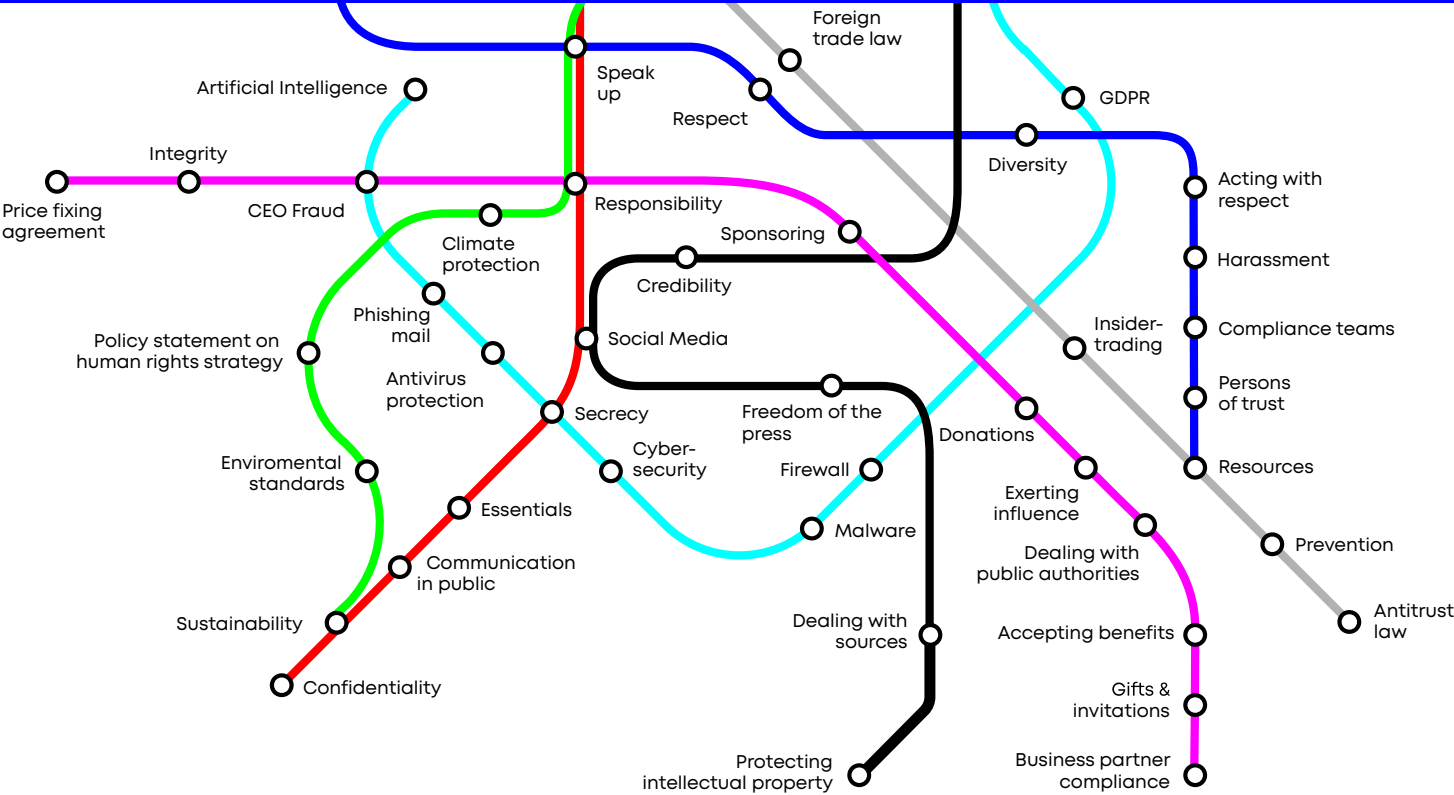 Foreign
trade law
Speak
up
Artificial Intelligence
GDPR
Respect
Integrity
Diversity
Acting with
respect
Price fixing
agreement
CEO Fraud
Responsibility
Sponsoring
Climate
protection
Harassment
Credibility
Phishing
mail
Insider-
trading
Compliance teams
Policy statement on
human rights strategy
Social Media
Antivirus
protection
Persons
of trust
Secrecy
Freedom of the
press
Donations
Cyber-
security
Firewall
Resources
Enviromental
standards
Exerting
influence
Essentials
Malware
Prevention
Communication
in public
Dealing with
public authorities
Sustainability
Dealing with
sources
Accepting benefits
Antitrust
law
Confidentiality
Gifts &
invitations
Protecting
intellectual property
Business partner
compliance